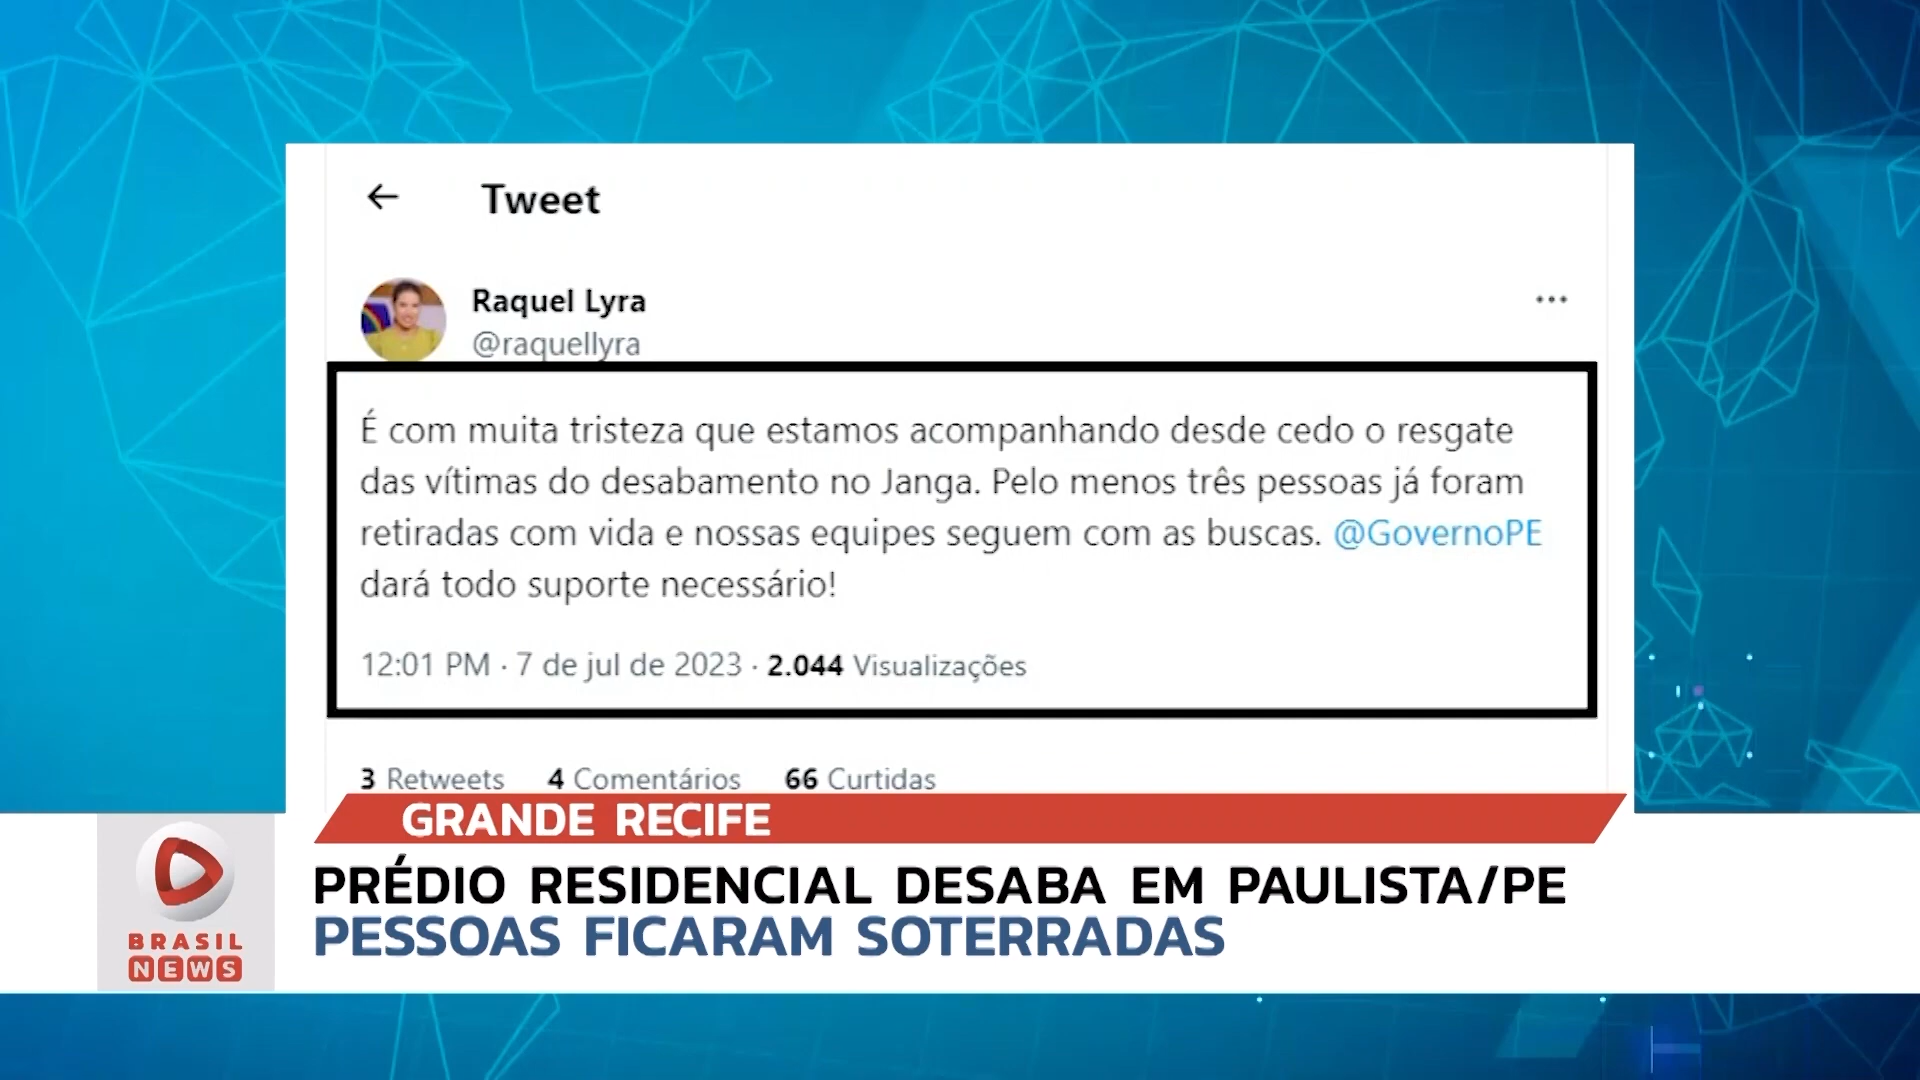 Tweet
Raquel Lyra
@raquellyra
É com muita tristeza que estamos acompanhando desde cedo o resgate
das vítimas do desabamento no Janga. Pelo menos três pessoas já foram
retiradas com vida e nossas equipes seguem com as buscas. @GovernoPE
dará todo suporte necessário!
12:01 PM · 7 de jul de 2023 · 2.044 Visualizações
3 Retweets 4 Comentários 66 Curtidas
GRANDE RECIFE
PRÉDIO RESIDENCIAL DESABA EM PAULISTA/PE
PESSOAS FICARAM SOTERRADAS
BRASIL
NEWS